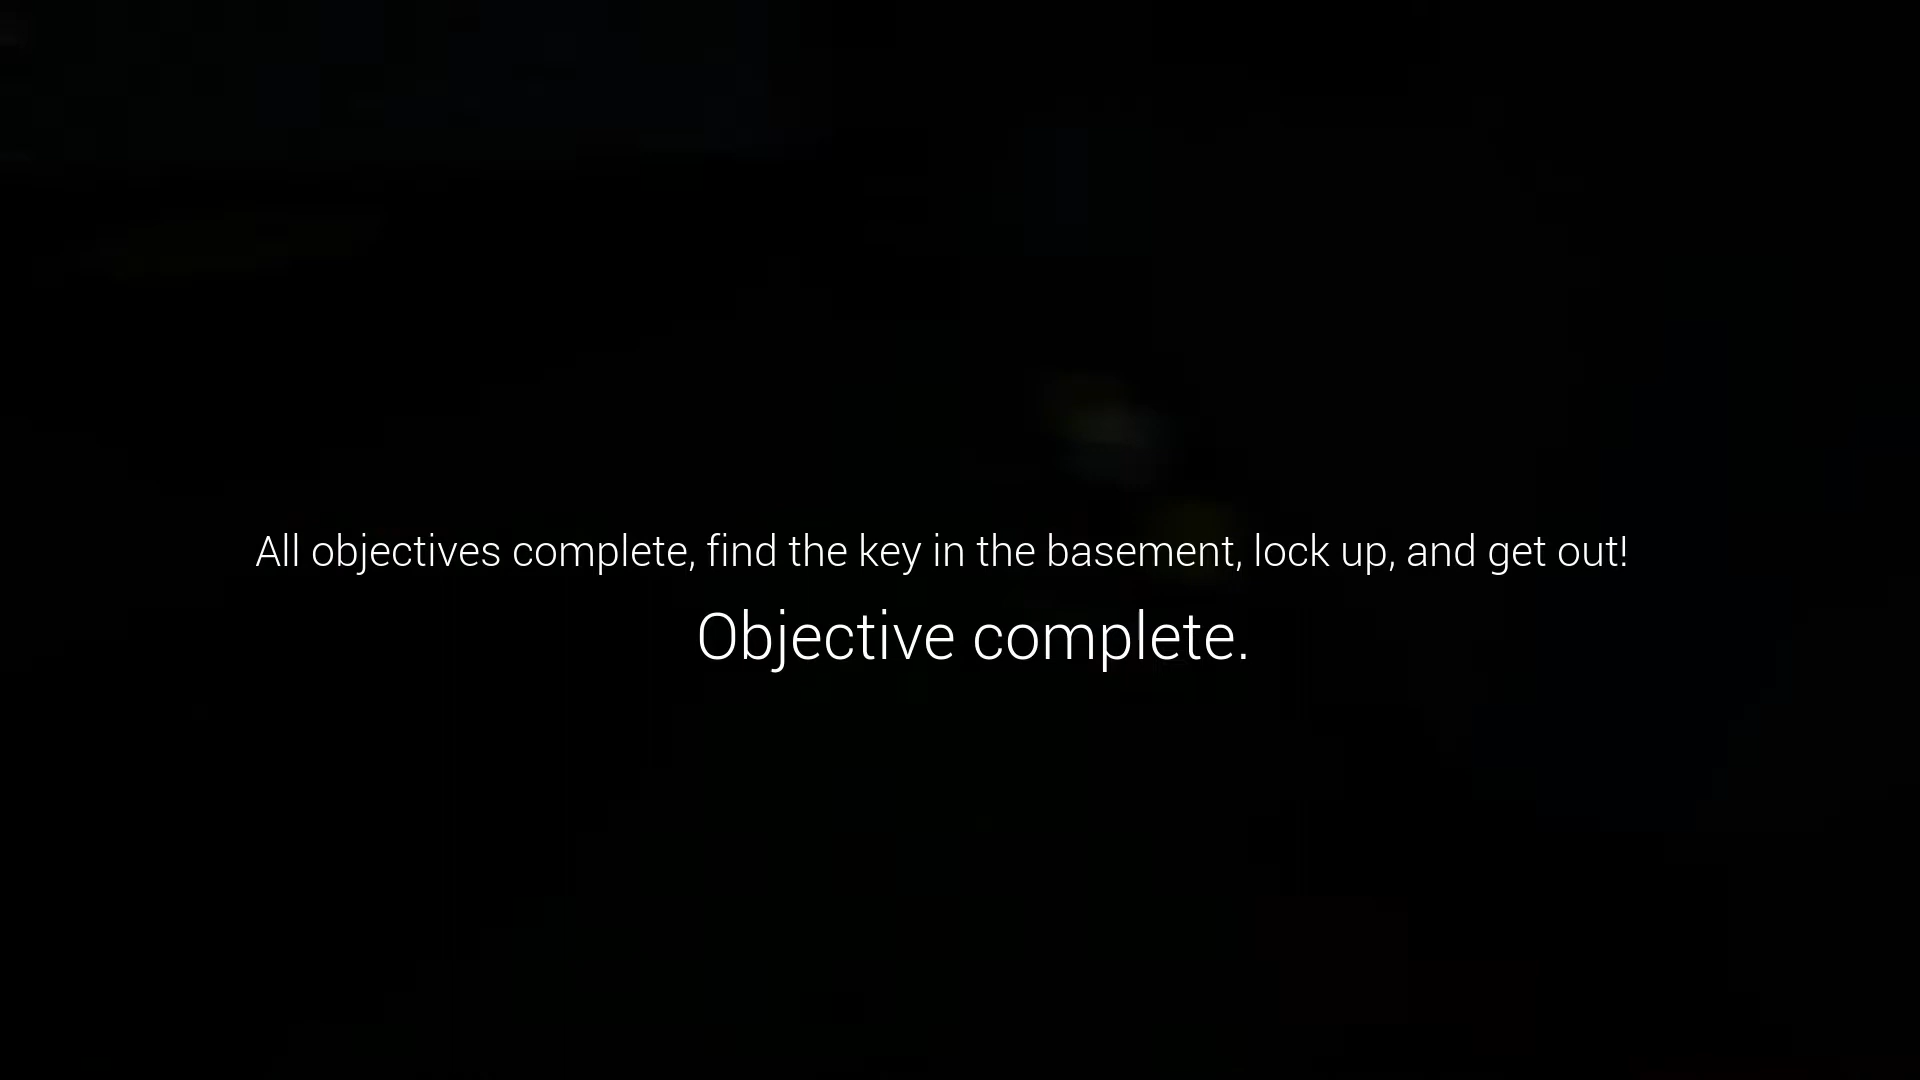 All objectives complete, find the key in the basement, lock up, and get out!
Objective complete.